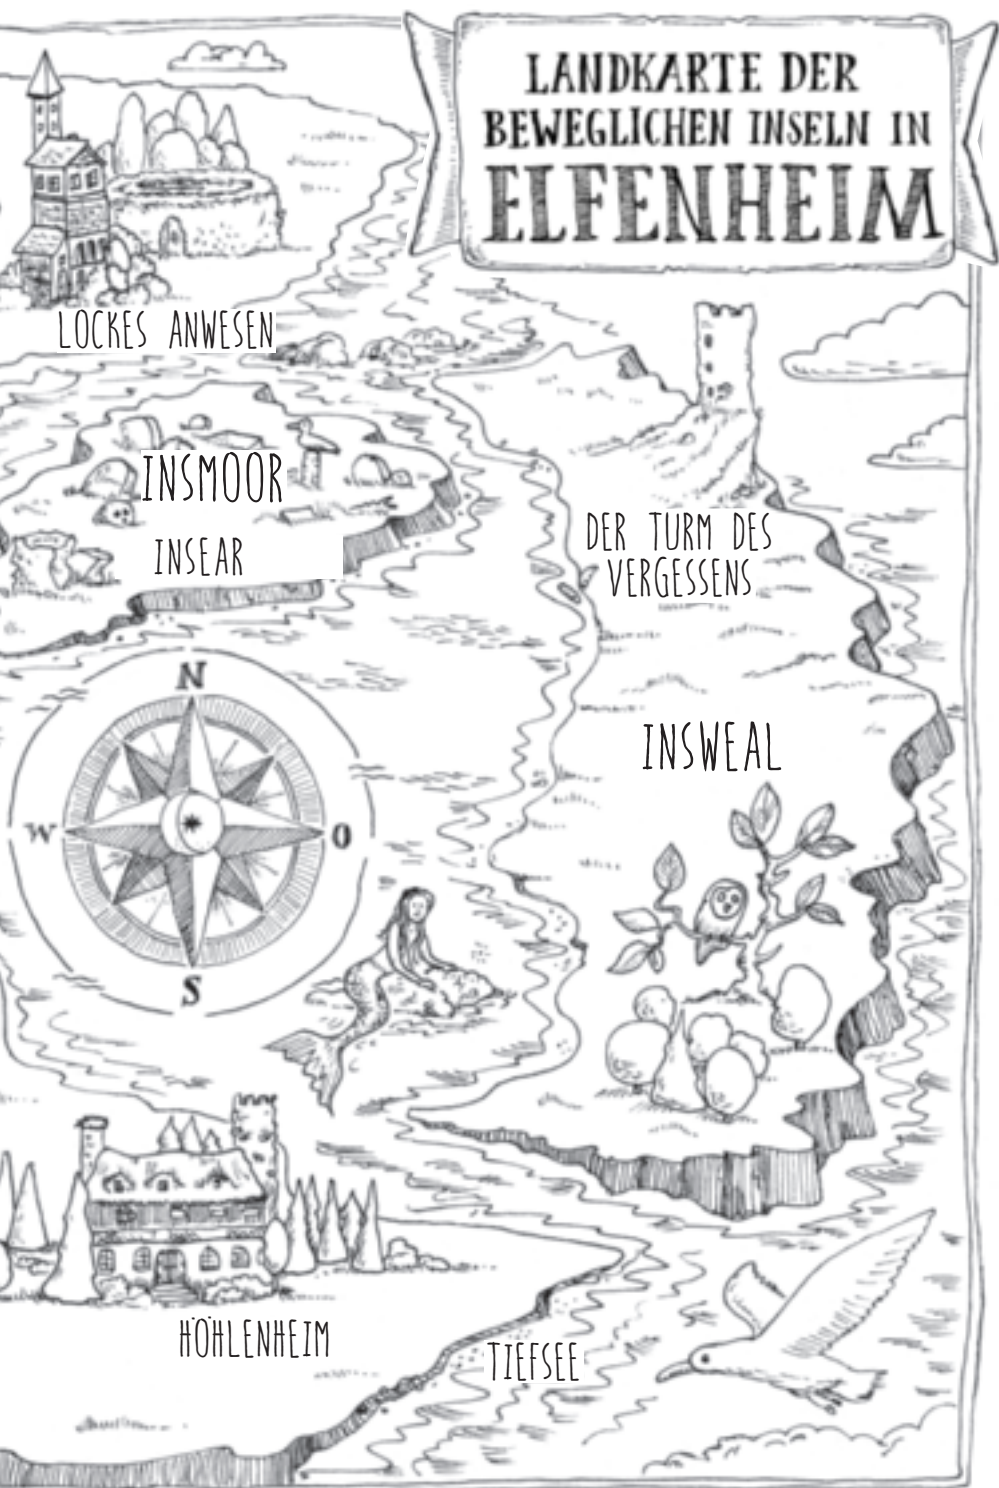 LANDKARTE DER
BEWEGLICHEN INSELN IN
ELFENHEIM
LOCKES ANWESEN
INSMOOR
INSEAR
DER TURM DES
VERGESSENS
N
W
O
S
INSWEAL
HÖHLENHEIM
TIEFSEE